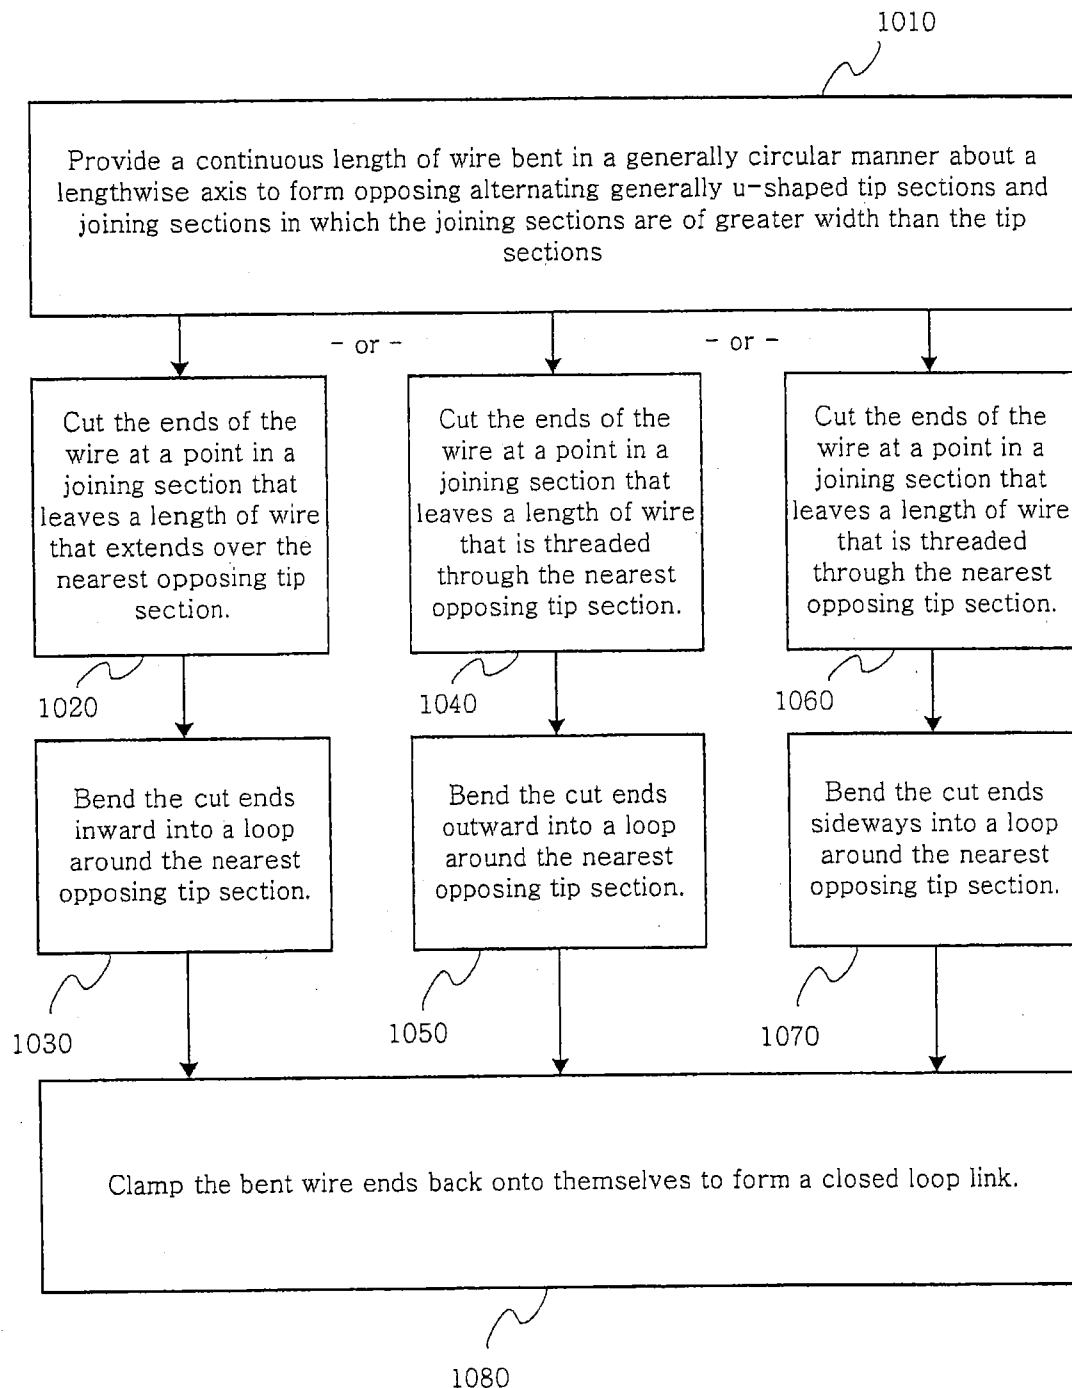 1010
Provide a continuous length of wire bent in a generally circular manner about a
lengthwise axis to form opposing alternating generally u-shaped tip sections and
joining sections in which the joining sections are of greater width than the tip
sections
- or -
- or -
Cut the ends of the
wire at a point in a
joining section that
leaves a length of wire
that extends over the
nearest opposing tip
section.
1020
Cut the ends of the
wire at a point in a
joining section that
leaves a length of wire
that is threaded
through the nearest
opposing tip section.
1040
Cut the ends of the
wire at a point in a
joining section that
leaves a length of wire
that is threaded
through the nearest
opposing tip section.
1060
Bend the cut ends
inward into a loop
around the nearest
opposing tip section.
1030
Bend the cut ends
outward into a loop
around the nearest
opposing tip section.
1050
Bend the cut ends
sideways into a loop
around the nearest
opposing tip section.
1070
Clamp the bent wire ends back onto themselves to form a closed loop link.
1080